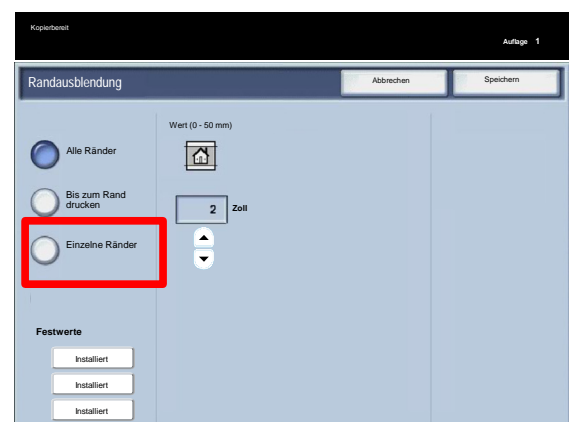 Kopierbereit
Auflage 1
Randausblendung
Abbrechen
Speichern
Wert (0 - 50 mm)
Alle Ränder
Bis zum Rand
drucken
2 Zoll
Einzelne Ränder
Festwerte
Installiert
Installiert
Installiert